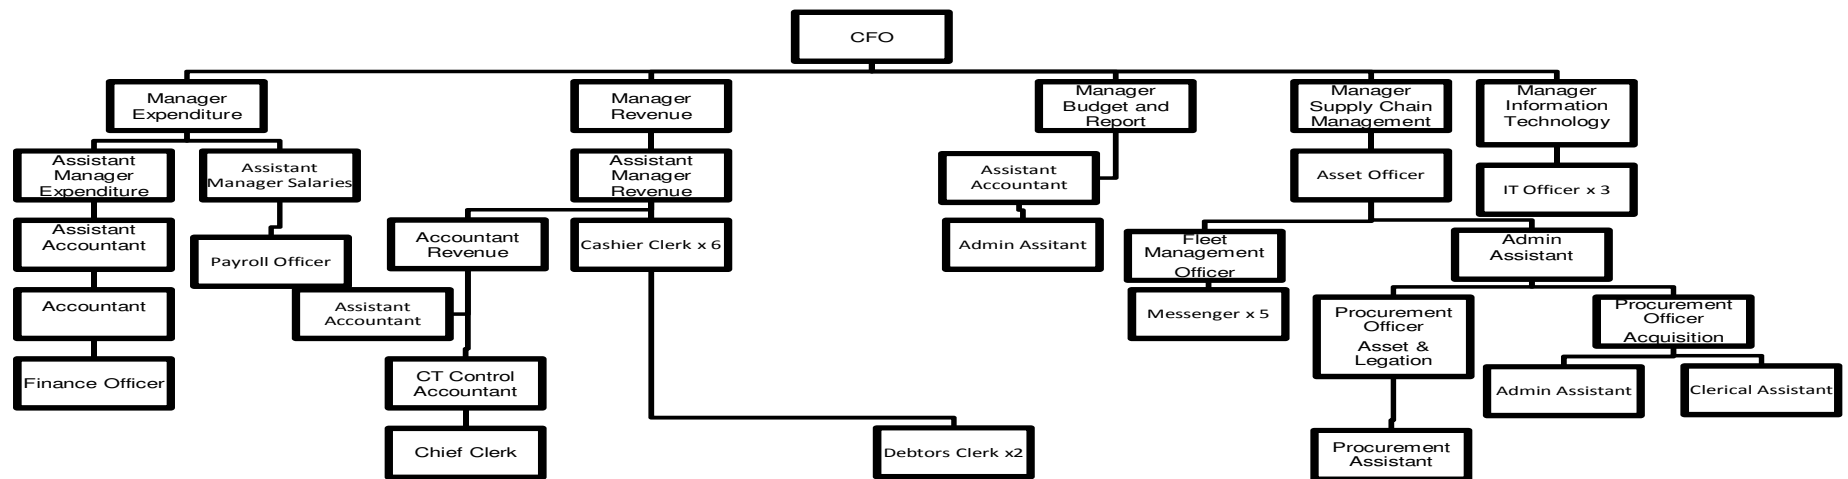 CFO
Manager
Expenditure
Manager
Revenue
Manager
Budget and
Report
Manager
Supply Chain
Management
Manager
Information
Technology
Assistant
Manager
Expenditure
Assistant
Manager Salaries
Assistant
Manager
Revenue
Assistant
Accountant
Asset Officer
IT Officer x 3
Assistant
Accountant
Payroll Officer
Accountant
Revenue
Cashier Clerk x 6
Admin Assitant
Fleet
Management
Officer
Admin
Assistant
Accountant
Assistant
Accountant
Messenger x 5
Procurement
Officer
Asset &
Legation
Procurement
Officer
Acquisition
Finance Officer
CT Control
Accountant
Admin Assistant
Clerical Assistant
Chief Clerk
Debtors Clerk x2
Procurement
Assistant